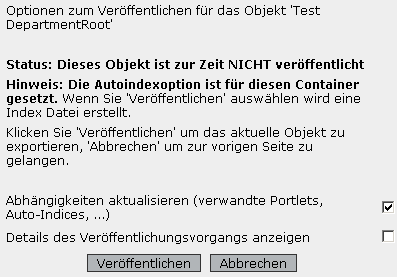 Optionen zum Veröffentlichen für das Objekt 'Test
DepartmentRoot'
Status: Dieses Objekt ist zur Zeit NICHT veröffentlicht
Hinweis: Die Autoindexoption ist für diesen Container
gesetzt. Wenn Sie 'Veröffentlichen' auswählen wird eine
Index Datei erstellt.
Klicken Sie 'Veröffentlichen' um das aktuelle Objekt zu
exportieren, 'Abbrechen' um zur vorigen Seite zu
gelangen.
Abhängigkeiten aktualisieren (verwandte Portlets,
Auto-Indices, ...)
Details des Veröffentlichungsvorgangs anzeigen
Veröffentlichen Abbrechen